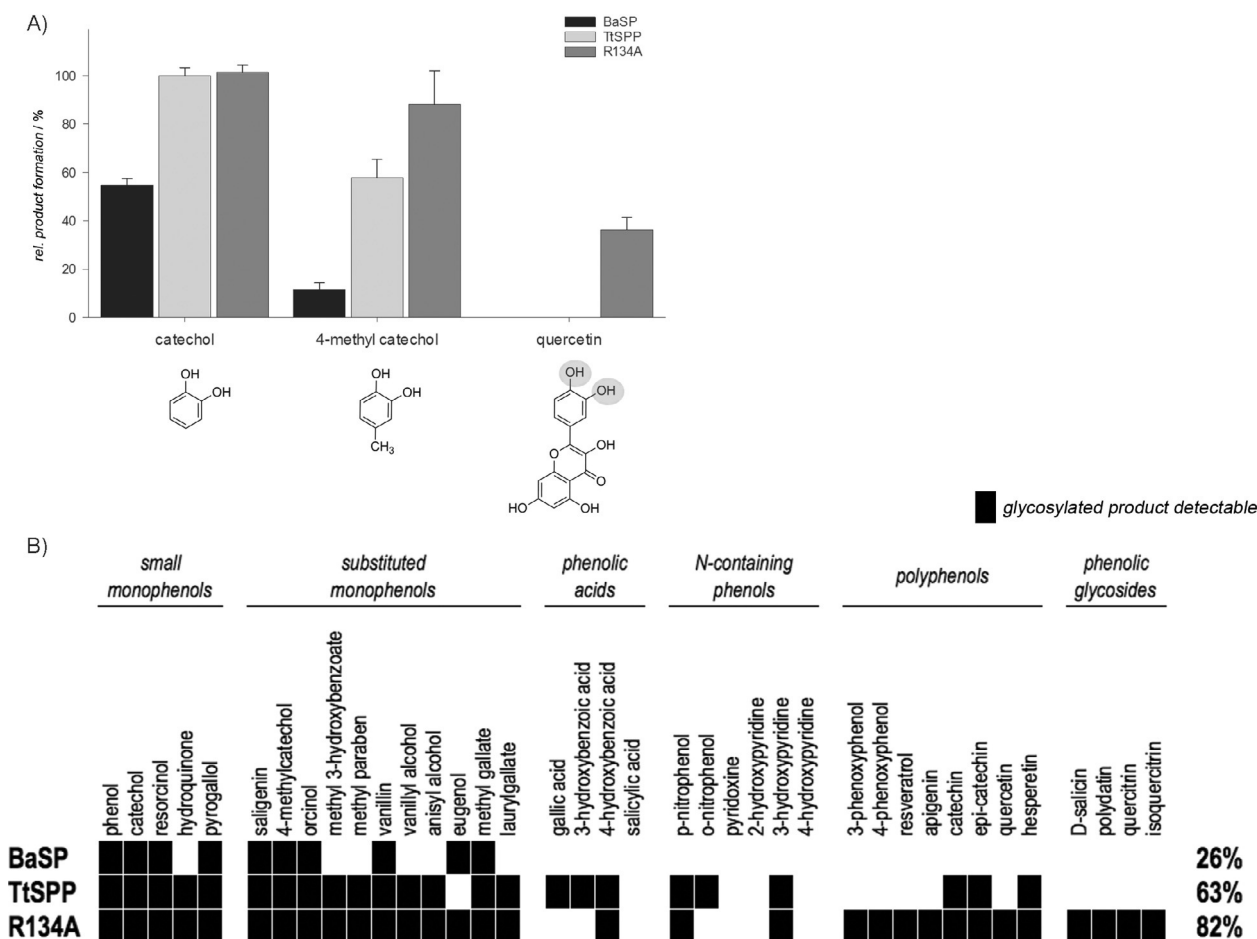 A)
BaSP
TtSPP
R134A
rel. product formation / %
100
80
60
40
20
0
catechol
4-methyl catechol
quercetin
OH
OH
OH
OH
CH3
OH
OH
O
OH
O
HO
OH
glycosylated product detectable
B)
small
monophenols
substituted
monophenols
phenolic
acids
N-containing
phenols
polyphenols
phenolic
glycosides
phenol
catechol
resorcinol
hydroquinone
pyrogallol
saligenin
4-methylcatechol
orcinol
methyl 3-hydroxybenzoate
methyl paraben
vanillin
vanillyl alcohol
anisyl alcohol
eugenol
methyl gallate
laurylgallate
gallic acid
3-hydroxybenzoic acid
4-hydroxybenzoic acid
salicylic acid
p-nitrophenol
o-nitrophenol
pyridoxine
2-hydroxypyridine
3-hydroxypyridine
4-hydroxypyridine
3-phenoxyphenol
4-phenoxyphenol
resveratrol
apigenin
catechin
epi-catechin
quercetin
hesperetin
D-salicin
polydatin
quercitrin
isoquercitrin
BaSP 26%
TtSPP 63%
R134A 82%